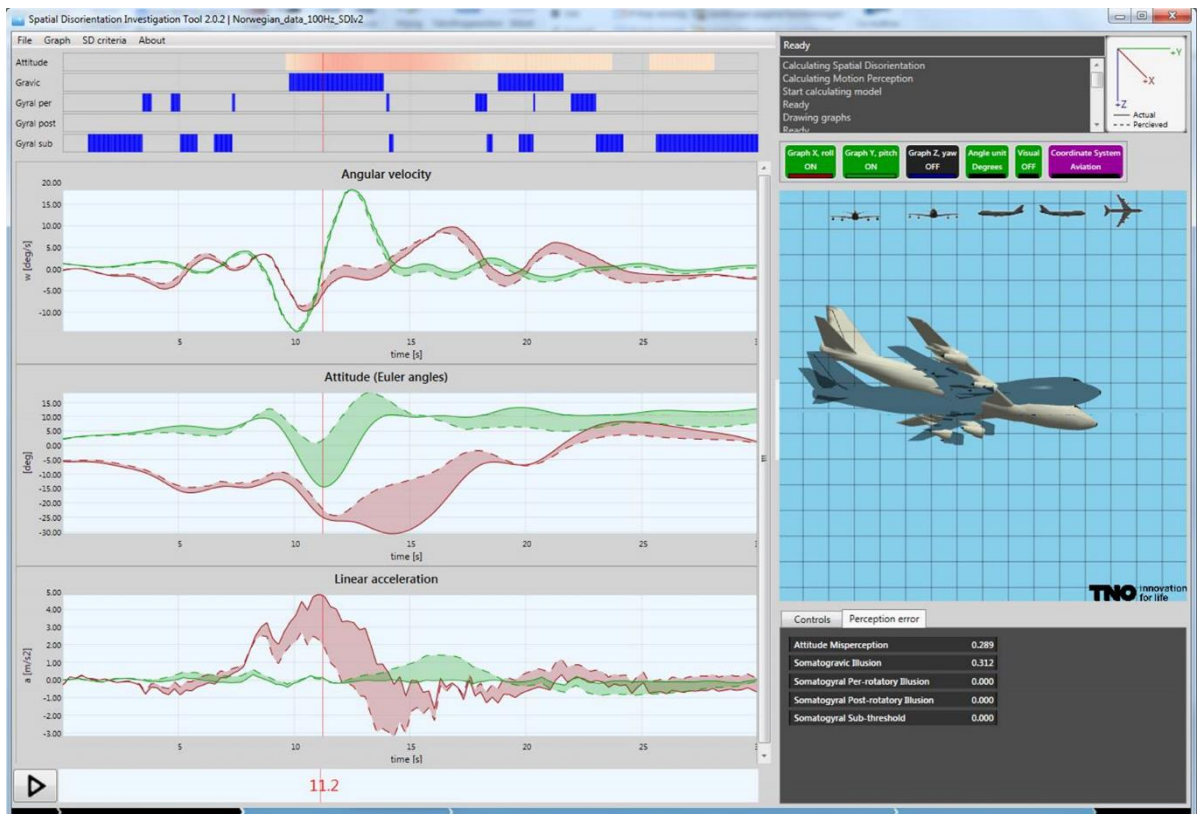 Spatial Disorientation Investigation Tool 2.0.2 | Norwegian_data_100Hz_SDIv2
File Graph SD criteria About
Attitude
Gravic
Gyral per
Gyral post
Gyral sub
Angular velocity
20.00
15.00
10.00
5.00
0.00
-5.00
-10.00
w [deg/s]
5 10 15 20 25
time [s]
Attitude (Euler angles)
15.00
10.00
5.00
0.00
-5.00
-10.00
-15.00
-20.00
-25.00
-30.00
[deg]
5 10 15 20 25
time [s]
Linear acceleration
5.00
4.00
3.00
2.00
1.00
0.00
-1.00
-2.00
-3.00
a [m/s2]
5 10 15 20 25
time [s]
11.2
Ready
Calculating Spatial Disorientation
Calculating Motion Perception
Start calculating model
Ready
Drawing graphs
Ready
+Y
+X
+Z
Actual
Percieved
Graph X, roll
ON
Graph Y, pitch
ON
Graph Z, yaw
OFF
Angle unit
Degrees
Visual
OFF
Coordinate System
Aviation
TNO innovation
for life
Controls Perception error
Attitude Misperception 0.289
Somatogravic Illusion 0.312
Somatogyral Per-rotatory Illusion 0.000
Somatogyral Post-rotatory Illusion 0.000
Somatogyral Sub-threshold 0.000